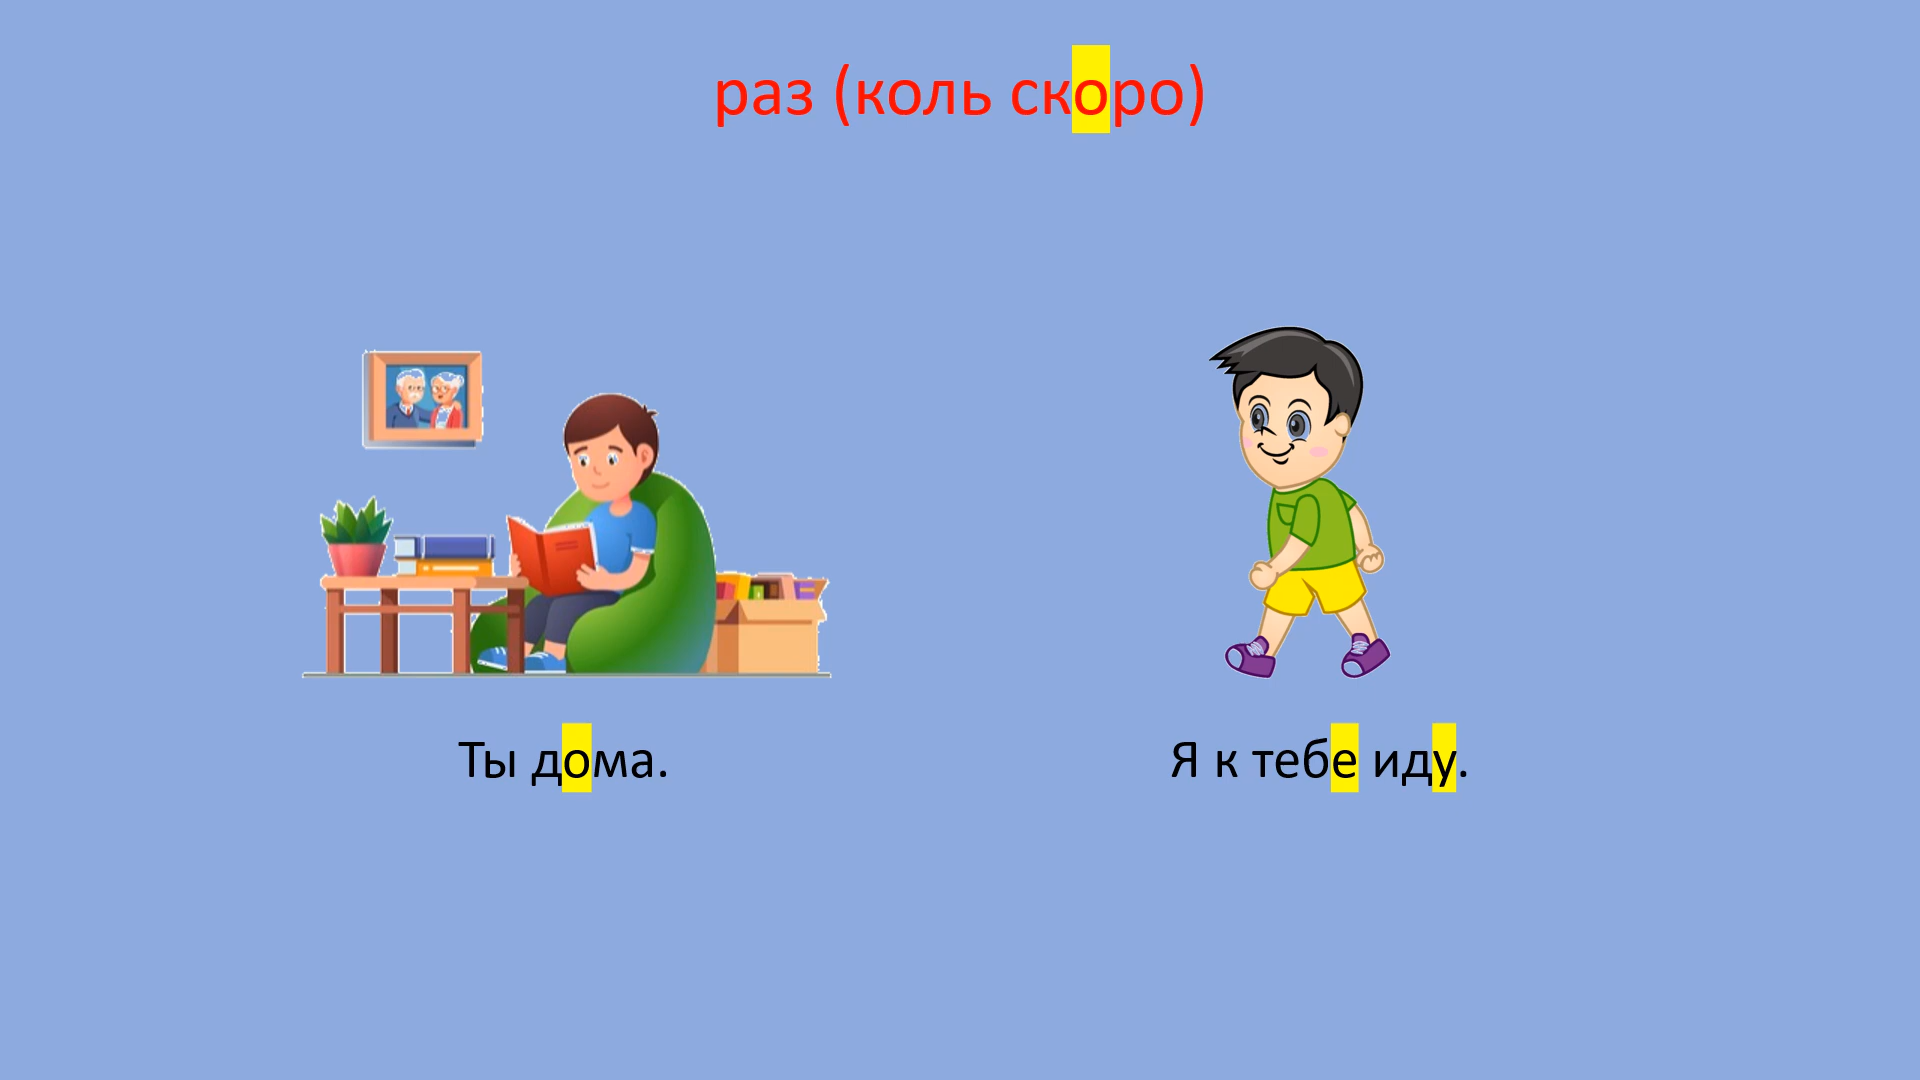 раз (коль скоро)
Ты дома.
Я к тебе иду.